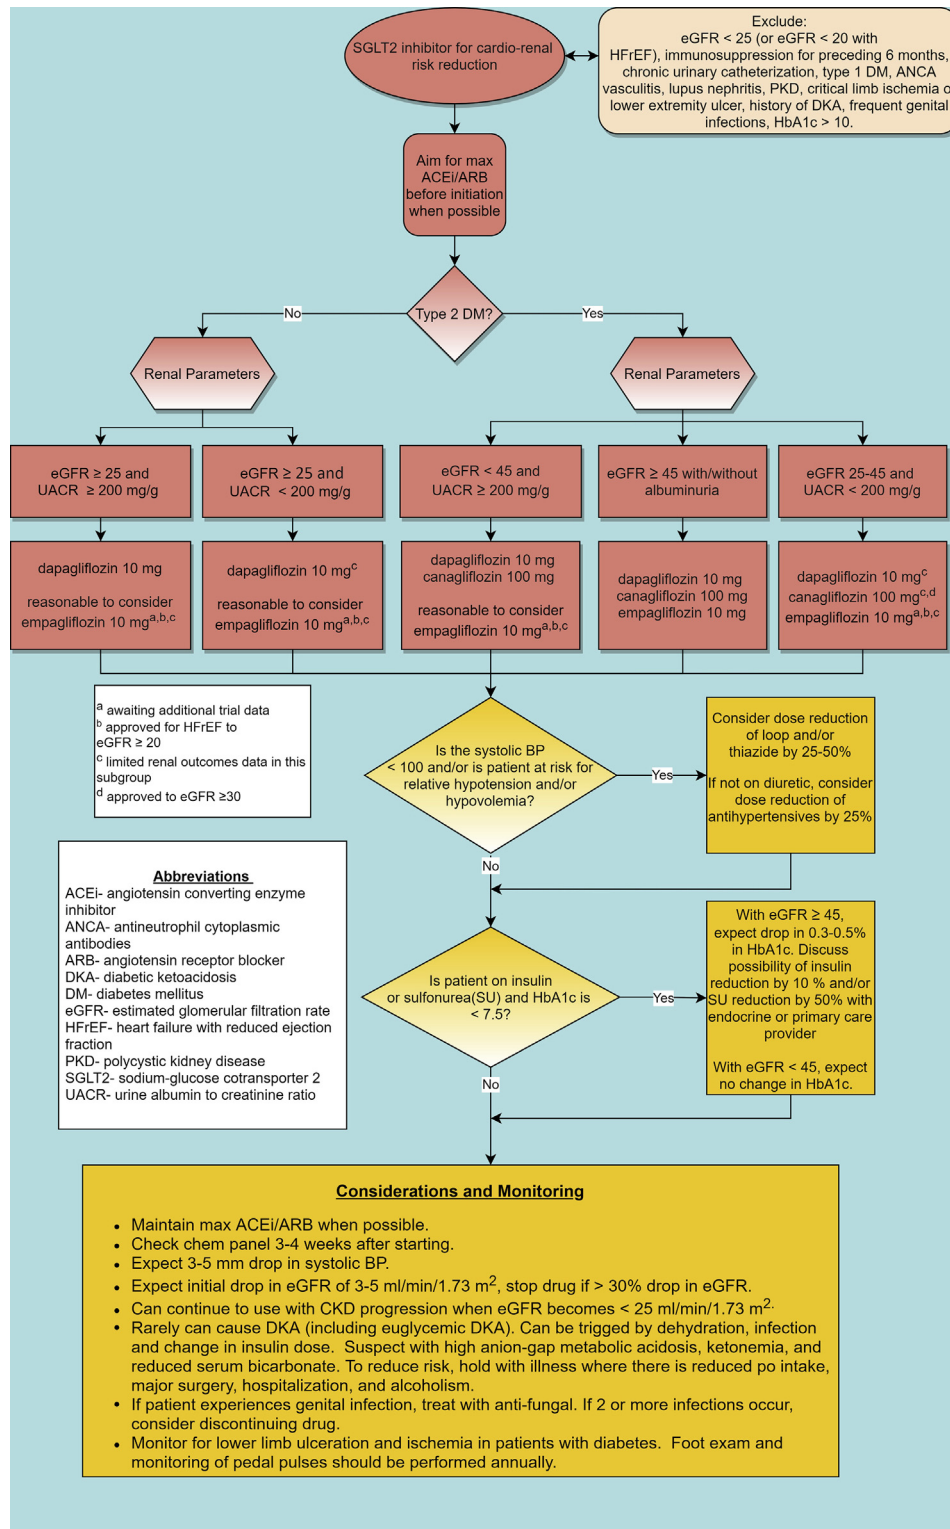 SGLT2 inhibitor for cardio-renal
risk reduction
Exclude:
eGFR < 25 (or eGFR < 20 with
HFrEF), immunosuppression for preceding 6 months,
chronic urinary catheterization, type 1 DM, ANCA
vasculitis, lupus nephritis, PKD, critical limb ischemia o
lower extremity ulcer, history of DKA, frequent genital
infections, HbA1c > 10.
Aim for max
ACEi/ARB
before initiation
when possible
Type 2 DM?
No
Yes
Renal Parameters
Renal Parameters
eGFR ≥ 25 and
UACR ≥ 200 mg/g
eGFR ≥ 25 and
UACR < 200 mg/g
eGFR < 45 and
UACR ≥ 200 mg/g
eGFR ≥ 45 with/without
albuminuria
eGFR 25-45 and
UACR < 200 mg/g
dapagliflozin 10 mg
reasonable to consider
empagliflozin 10 mg^a,b,c
dapagliflozin 10 mg^c
reasonable to consider
empagliflozin 10 mg^a,b,c
dapagliflozin 10 mg
canagliflozin 100 mg
reasonable to consider
empagliflozin 10 mg^a,b,c
dapagliflozin 10 mg
canagliflozin 100 mg
empagliflozin 10 mg
dapagliflozin 10 mg^c
canagliflozin 100 mg^c,d
empagliflozin 10 mg^a,b,c
^a awaiting additional trial data
^b approved for HFrEF to
eGFR ≥ 20
^c limited renal outcomes data in this
subgroup
^d approved to eGFR ≥30
Is the systolic BP
< 100 and/or is patient at risk for
relative hypotension and/or
hypovolemia?
Yes
Consider dose reduction
of loop and/or
thiazide by 25-50%
If not on diuretic, consider
dose reduction of
antihypertensives by 25%
No
Abbreviations
ACEi- angiotensin converting enzyme
inhibitor
ANCA- antineutrophil cytoplasmic
antibodies
ARB- angiotensin receptor blocker
DKA- diabetic ketoacidosis
DM- diabetes mellitus
eGFR- estimated glomerular filtration rate
HFrEF- heart failure with reduced ejection
fraction
PKD- polycystic kidney disease
SGLT2- sodium-glucose cotransporter 2
UACR- urine albumin to creatinine ratio
Is patient on insulin
or sulfonurea(SU) and HbA1c is
< 7.5?
Yes
With eGFR ≥ 45,
expect drop in 0.3-0.5%
in HbA1c. Discuss
possibility of insulin
reduction by 10 % and/or
SU reduction by 50% with
endocrine or primary care
provider
With eGFR < 45, expect
no change in HbA1c.
No
Considerations and Monitoring
• Maintain max ACEi/ARB when possible.
• Check chem panel 3-4 weeks after starting.
• Expect 3-5 mm drop in systolic BP.
• Expect initial drop in eGFR of 3-5 ml/min/1.73 m², stop drug if > 30% drop in eGFR.
• Can continue to use with CKD progression when eGFR becomes < 25 ml/min/1.73 m².
• Rarely can cause DKA (including euglycemic DKA). Can be trigged by dehydration, infection
and change in insulin dose. Suspect with high anion-gap metabolic acidosis, ketonemia, and
reduced serum bicarbonate. To reduce risk, hold with illness where there is reduced po intake,
major surgery, hospitalization, and alcoholism.
• If patient experiences genital infection, treat with anti-fungal. If 2 or more infections occur,
consider discontinuing drug.
• Monitor for lower limb ulceration and ischemia in patients with diabetes. Foot exam and
monitoring of pedal pulses should be performed annually.